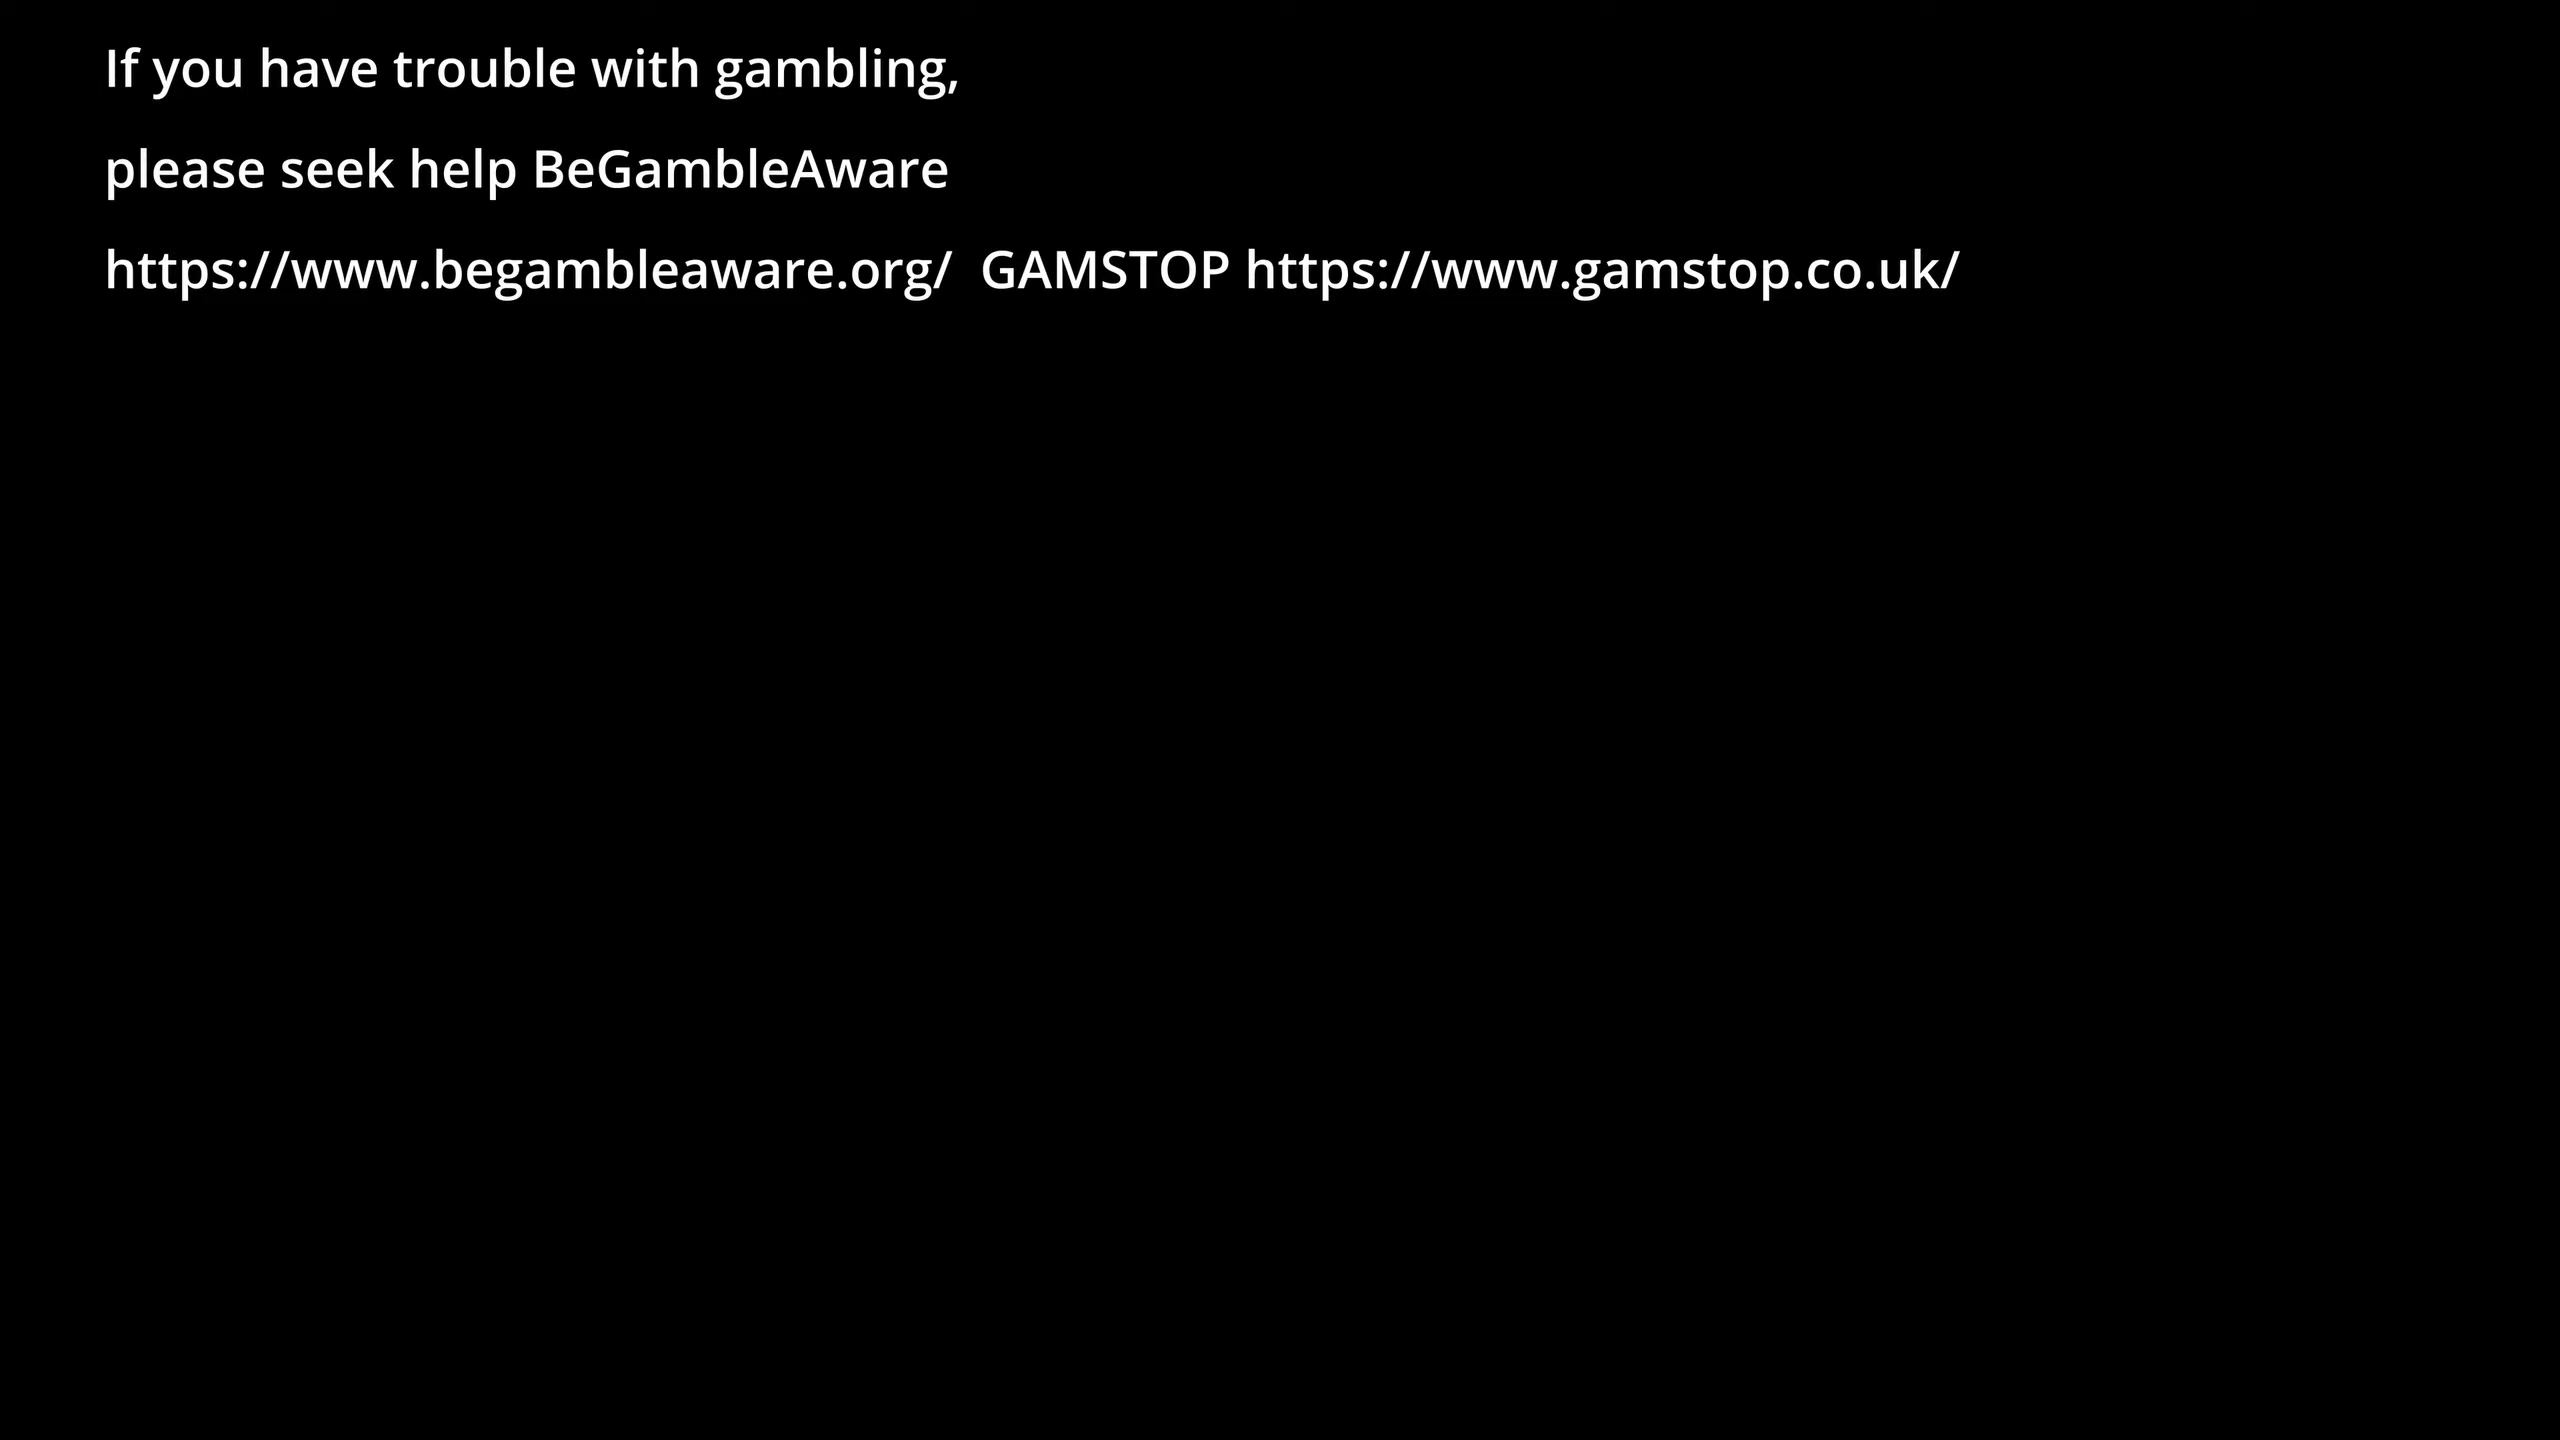 If you have trouble with gambling,
please seek help BeGambleAware
https://www.begambleaware.org/  GAMSTOP https://www.gamstop.co.uk/